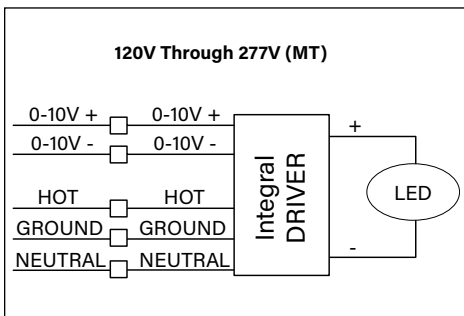 120V Through 277V (MT)
0-10V + 0-10V +
0-10V - 0-10V -
HOT HOT
GROUND GROUND
NEUTRAL NEUTRAL
Integral
DRIVER
+
-
LED